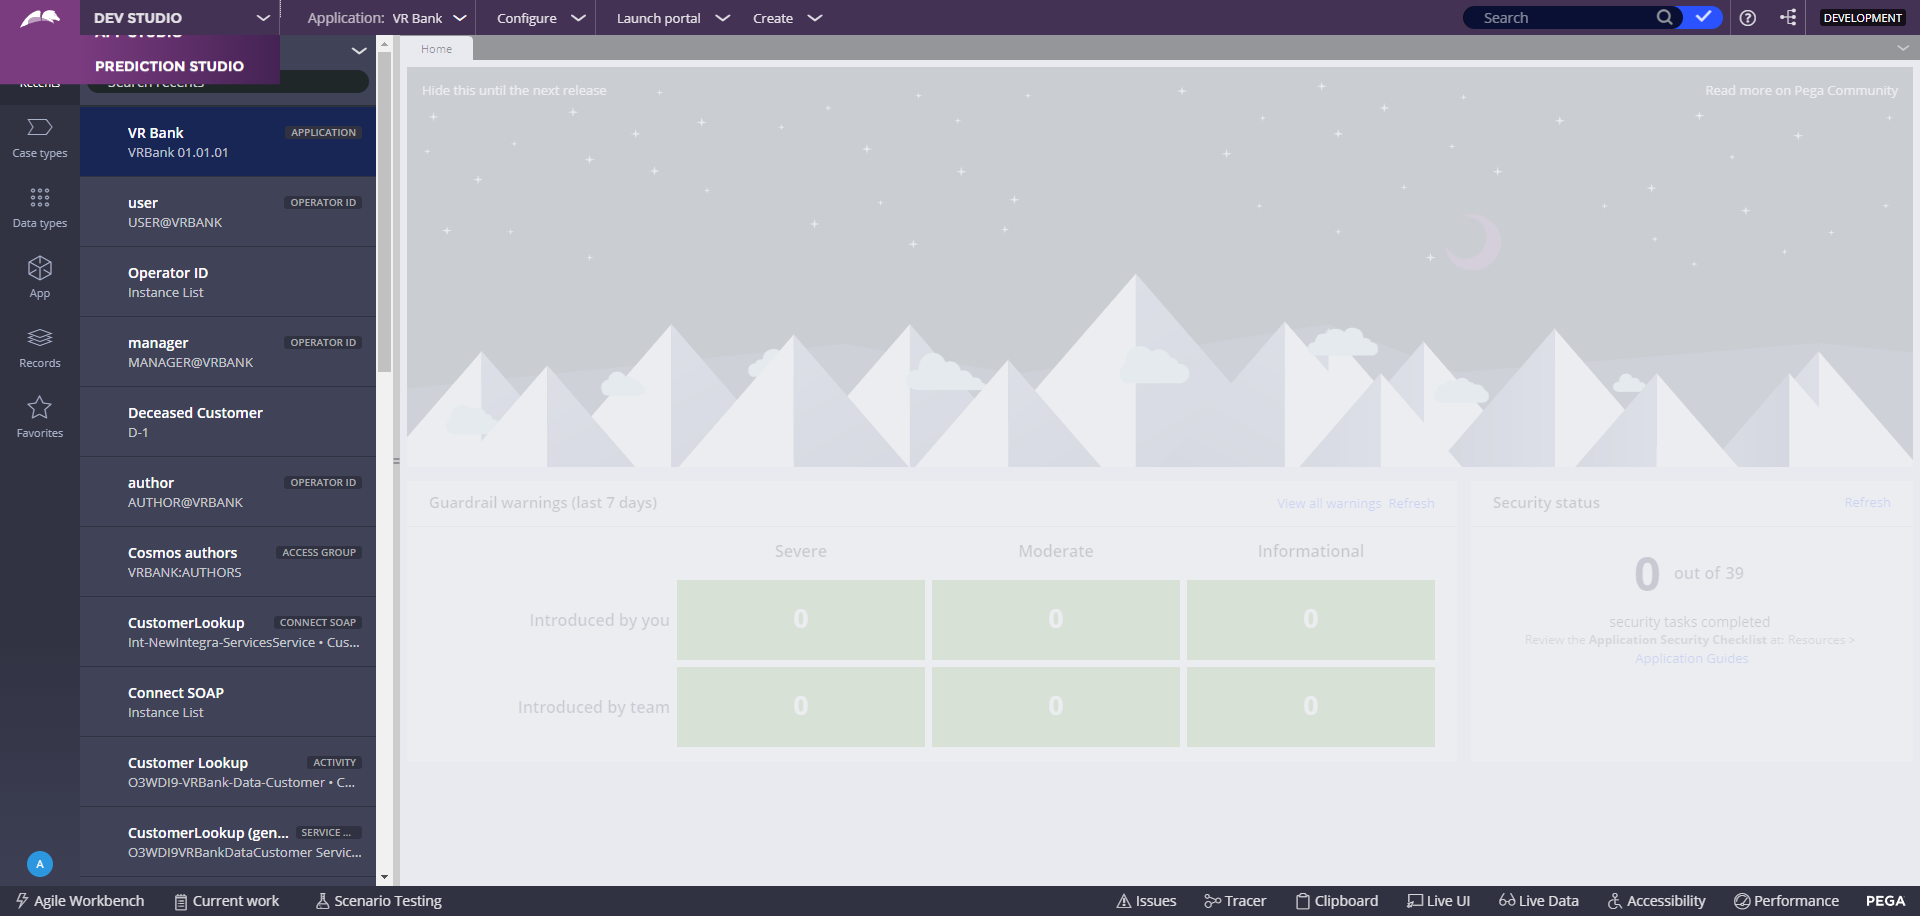 DEV STUDIO
Application: VR Bank
Configure
Launch portal
Create
Search
DEVELOPMENT
APP STUDIO
PREDICTION STUDIO
Recents
Search recents
Case types
Data types
App
Records
Favorites
A
VR Bank APPLICATION
VRBank 01.01.01
user OPERATOR ID
USER@VRBANK
Operator ID
Instance List
manager OPERATOR ID
MANAGER@VRBANK
Deceased Customer
D-1
author OPERATOR ID
AUTHOR@VRBANK
Cosmos authors ACCESS GROUP
VRBANK:AUTHORS
CustomerLookup CONNECT SOAP
Int-NewIntegra-ServicesService • Cus...
Connect SOAP
Instance List
Customer Lookup ACTIVITY
O3WDI9-VRBank-Data-Customer • C...
CustomerLookup (gen... SERVICE ...
O3WDI9VRBankDataCustomer Servic...
Home
Hide this until the next release
Read more on Pega Community
Guardrail warnings (last 7 days)
View all warnings Refresh
Severe Moderate Informational
Introduced by you 0 0 0
Introduced by team 0 0 0
Security status
Refresh
0 out of 39
security tasks completed
Review the Application Security Checklist at: Resources >
Application Guides
Agile Workbench
Current work
Scenario Testing
Issues
Tracer
Clipboard
Live UI
Live Data
Accessibility
Performance
PEGA